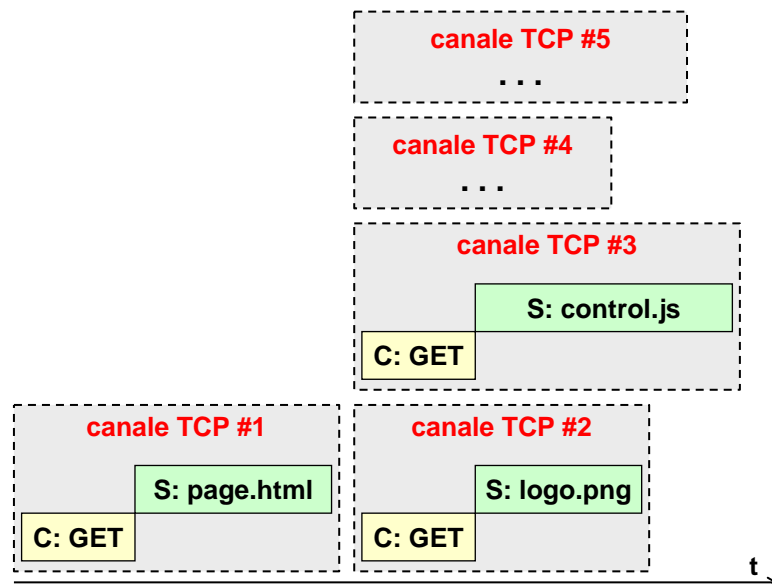 canale TCP #5
. . .
canale TCP #4
. . .
canale TCP #3
S: control.js
C: GET
canale TCP #1
S: page.html
C: GET
canale TCP #2
S: logo.png
C: GET
t